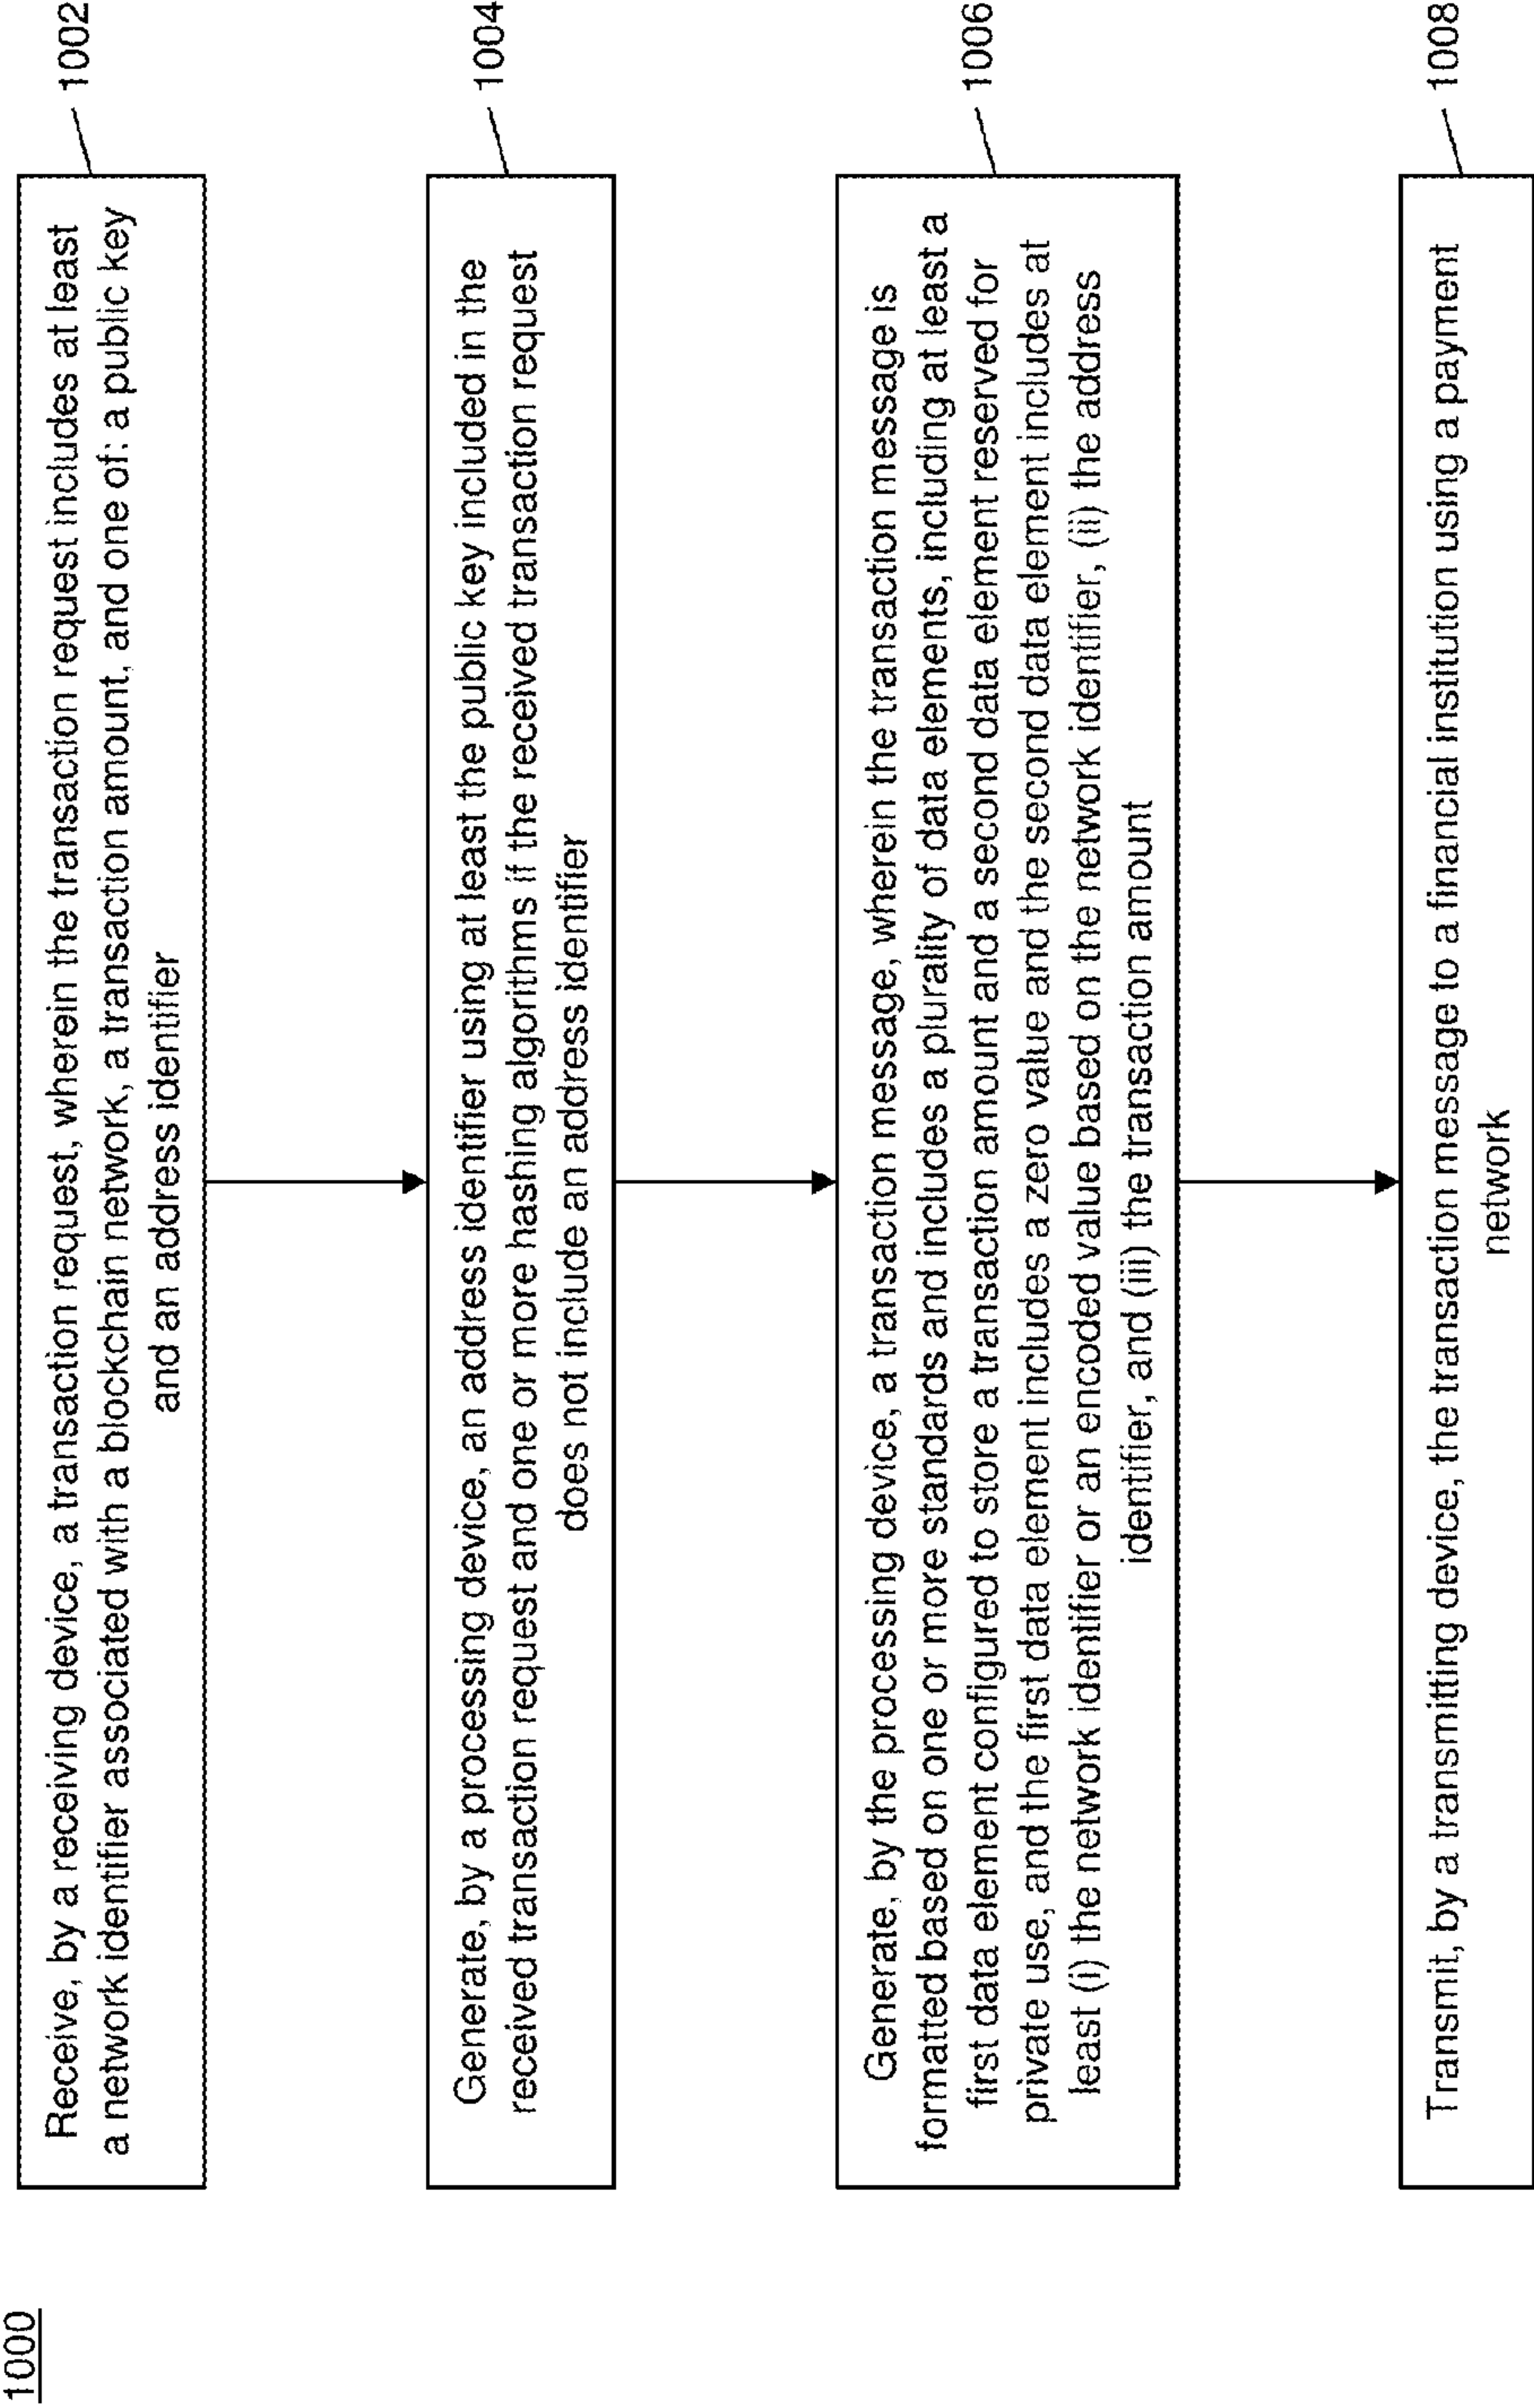 1000
Receive, by a receiving device, a transaction request, wherein the transaction request includes at least
a network identifier associated with a blockchain network, a transaction amount, and one of: a public key
and an address identifier
1002
Generate, by a processing device, an address identifier using at least the public key included in the
received transaction request and one or more hashing algorithms if the received transaction request
does not include an address identifier
1004
Generate, by the processing device, a transaction message, wherein the transaction message is
formatted based on one or more standards and includes a plurality of data elements, including at least a
first data element configured to store a transaction amount and a second data element reserved for
private use, and the first data element includes a zero value and the second data element includes at
least (i) the network identifier or an encoded value based on the network identifier, (ii) the address
identifier, and (iii) the transaction amount
1006
Transmit, by a transmitting device, the transaction message to a financial institution using a payment
network
1008